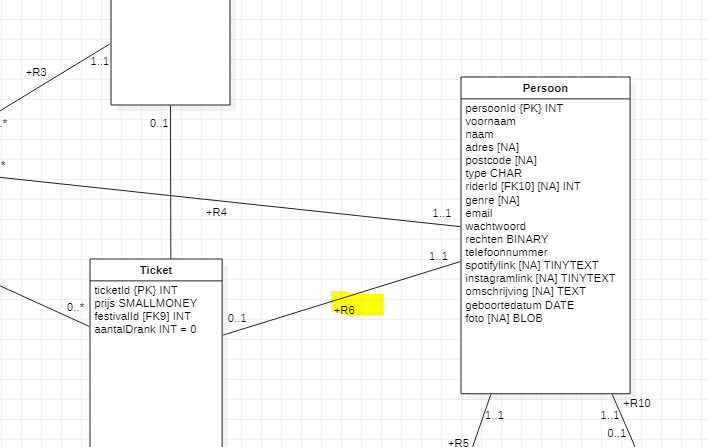 +R3
1..1
..*
0..1
*
+R4
1..1
1..1
Persoon
persoonId {PK} INT
voornaam
naam
adres [NA]
postcode [NA]
type CHAR
riderId [FK10] [NA] INT
genre [NA]
email
wachtwoord
rechten BINARY
telefoonnummer
spotifylink [NA] TINYTEXT
instagramlink [NA] TINYTEXT
omschrijving [NA] TEXT
geboortedatum DATE
foto [NA] BLOB
Ticket
ticketId {PK} INT
prijs SMALLMONEY
festivalId [FK9] INT
aantalDrank INT = 0
0..*
0..1
+R6
+R10
1..1
1..1
0..1
+R5